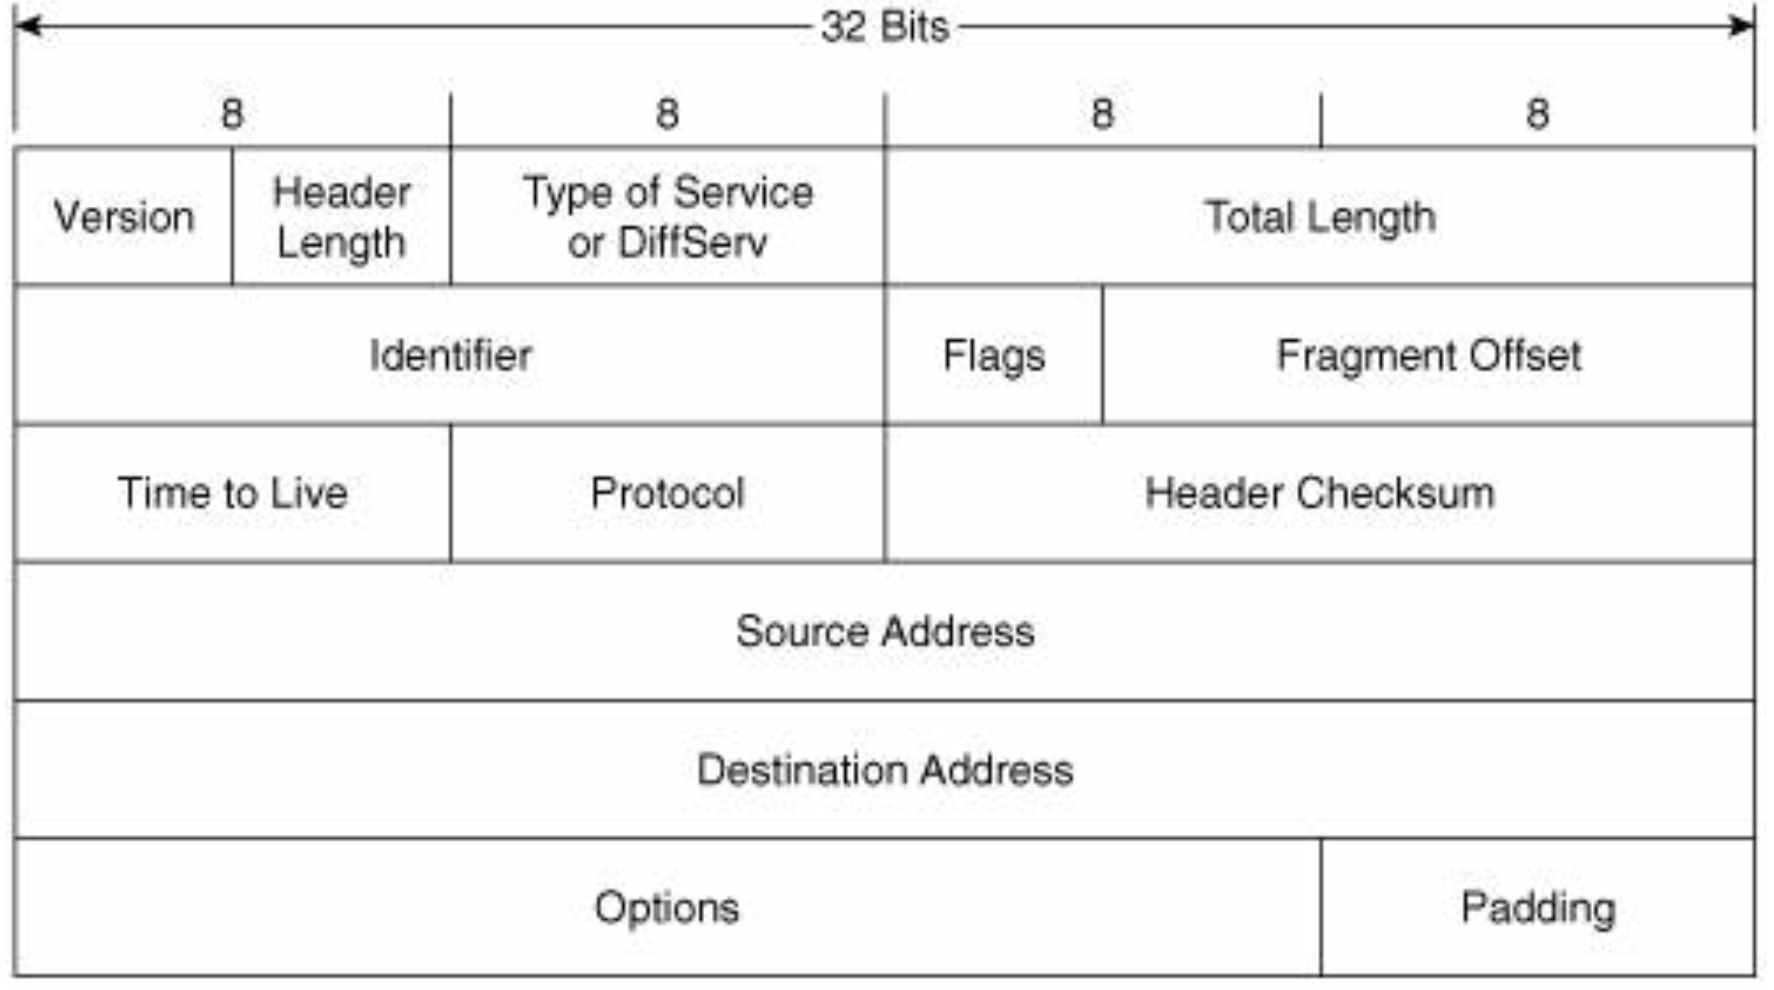 32 Bits
8 8 8 8
Version
Header
Length
Type of Service
or DiffServ
Total Length
Identifier
Flags
Fragment Offset
Time to Live
Protocol
Header Checksum
Source Address
Destination Address
Options
Padding